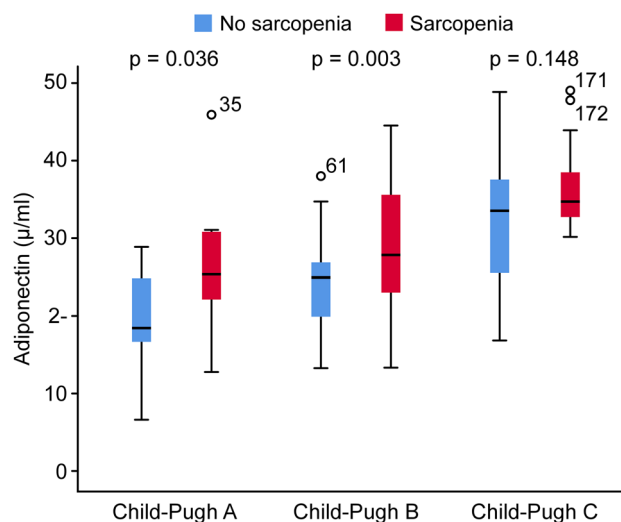 No sarcopenia Sarcopenia
p = 0.036 p = 0.003 p = 0.148
50
40
30
2-
10
0
Adiponectin (µ/ml)
35
61
171
172
Child-Pugh A Child-Pugh B Child-Pugh C